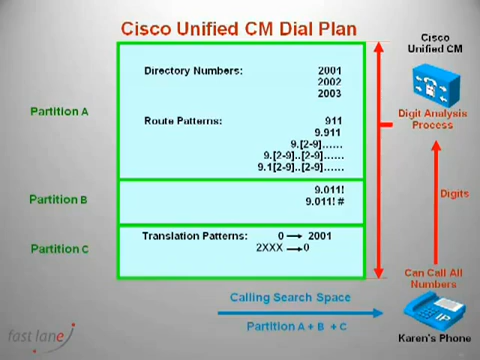 Cisco Unified CM Dial Plan
Cisco
Unified CM
Directory Numbers: 2001
2002
2003
Digit Analysis
Process
Partition A
Route Patterns: 911
9.911
9.[2-9]......
9.[2-9]..[2-9]......
9.1[2-9]..[2-9]......
Partition B
9.011!
9.011! #
Digits
Partition C
Translation Patterns: 0 → 2001
2XXX → 0
Can Call All
Numbers
Calling Search Space
Partition A + B + C
IP
Karen's Phone
fast lane